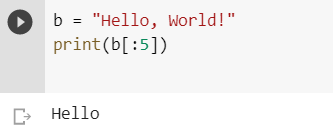 b = "Hello, World!"
print(b[:5])
Hello